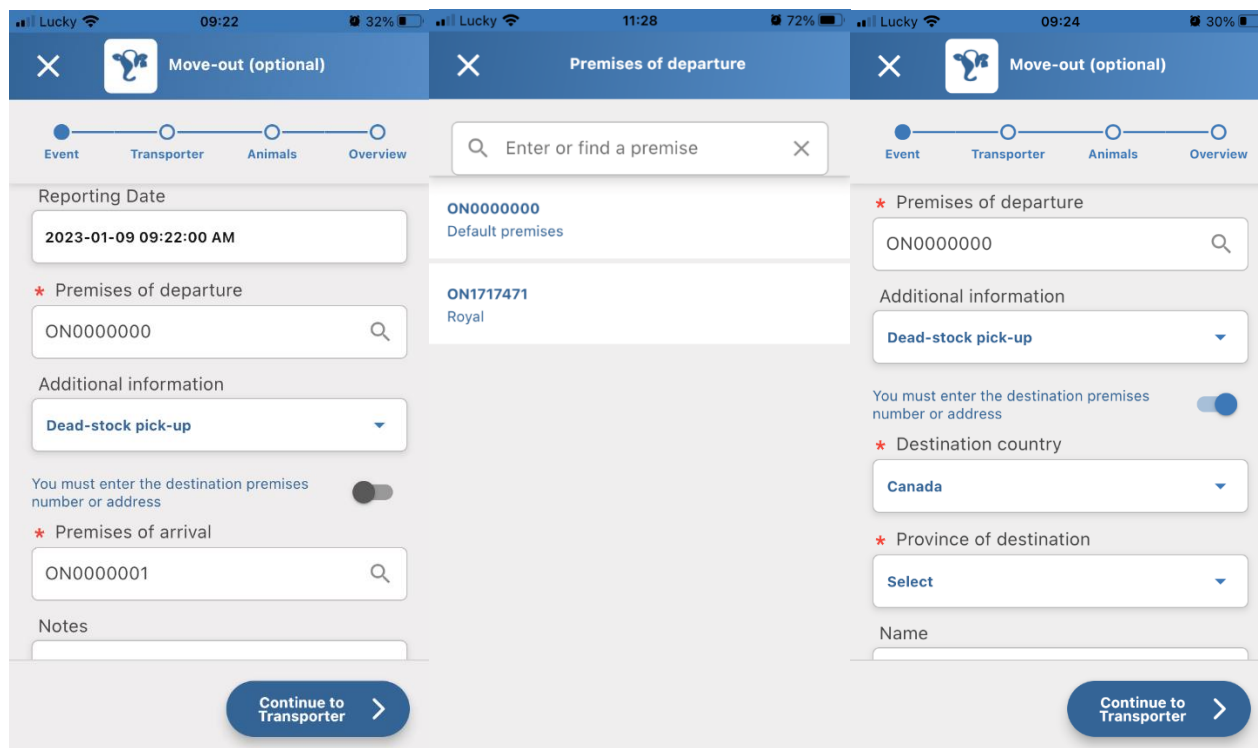 Lucky 09:22 32%
Move-out (optional)
Event Transporter Animals Overview
Reporting Date
2023-01-09 09:22:00 AM
* Premises of departure
ON0000000
Additional information
Dead-stock pick-up
You must enter the destination premises
number or address
* Premises of arrival
ON0000001
Notes
Continue to
Transporter
Lucky 11:28 72%
Premises of departure
Enter or find a premise
ON0000000
Default premises
ON1717471
Royal
Lucky 09:24 30%
Move-out (optional)
Event Transporter Animals Overview
* Premises of departure
ON0000000
Additional information
Dead-stock pick-up
You must enter the destination premises
number or address
* Destination country
Canada
* Province of destination
Select
Name
Continue to
Transporter